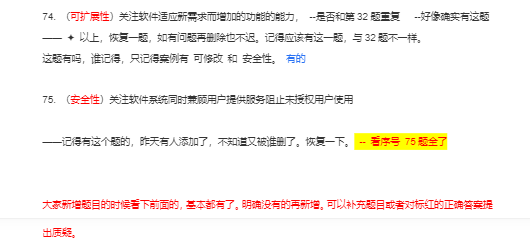 74. （可扩展性）关注软件适应新需求而增加的功能的能力， --是否和第 32 题重复 --好像确实有这题
—— ✦ 以上，恢复一题，如有问题再删除也不迟。记得应该有这一题，与 32 题不一样。
这题有吗，谁记得，只记得案例有 可修改 和 安全性。 有的
75. （安全性）关注软件系统同时兼顾用户提供服务阻止未授权用户使用
——记得有这个题的，昨天有人添加了，不知道又被谁删了。恢复一下。 -- 看序号 75 题全了
大家新增题目的时候看下前面的，基本都有了。明确没有的再新增。可以补充题目或者对标红的正确答案提
出质疑。